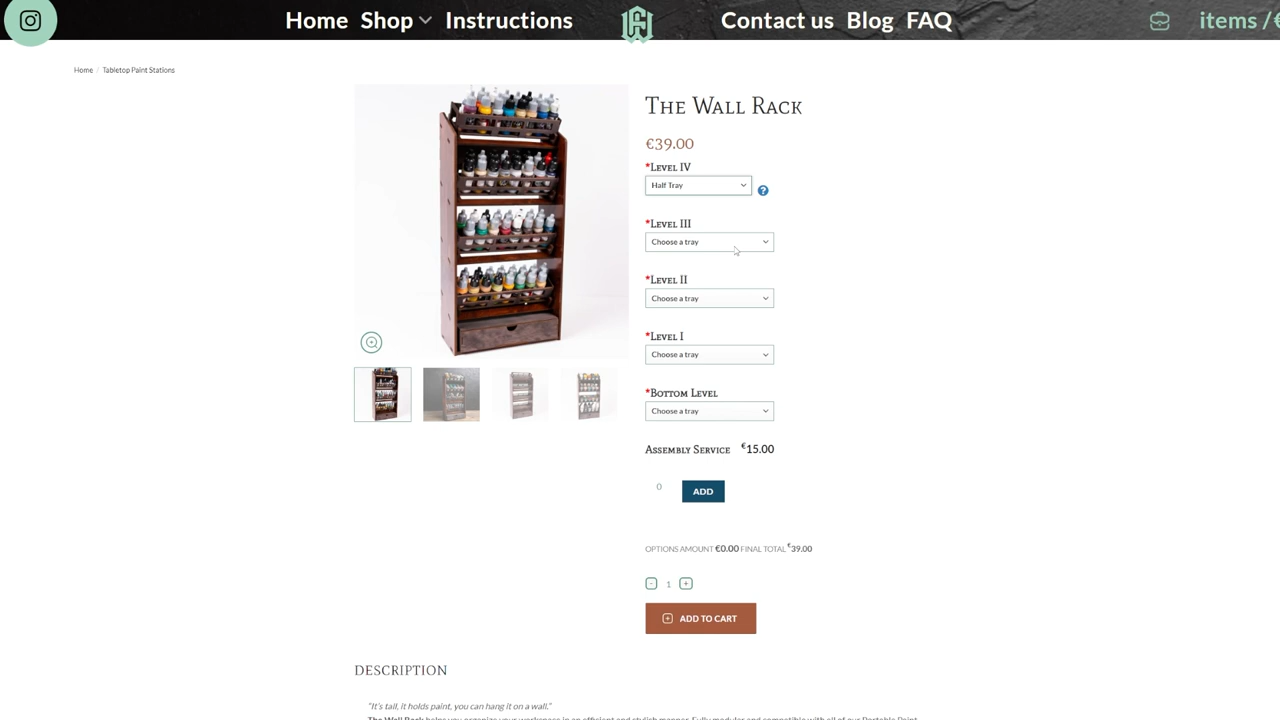 Home Shop Instructions Contact us Blog FAQ items / €
Home / Tabletop Paint Stations
The Wall Rack
€39.00
*Level IV
Half Tray
?
*Level III
Choose a tray
*Level II
Choose a tray
*Level I
Choose a tray
*Bottom Level
Choose a tray
Assembly Service €15.00
0 ADD
OPTIONS AMOUNT €0.00 FINAL TOTAL €39.00
- 1 +
ADD TO CART
DESCRIPTION
"It's tall, it holds paint, you can hang it on a wall."
The Wall Rack helps you organize your workspace in an efficient and stylish manner. Fully modular and compatible with all of our Portable Paint